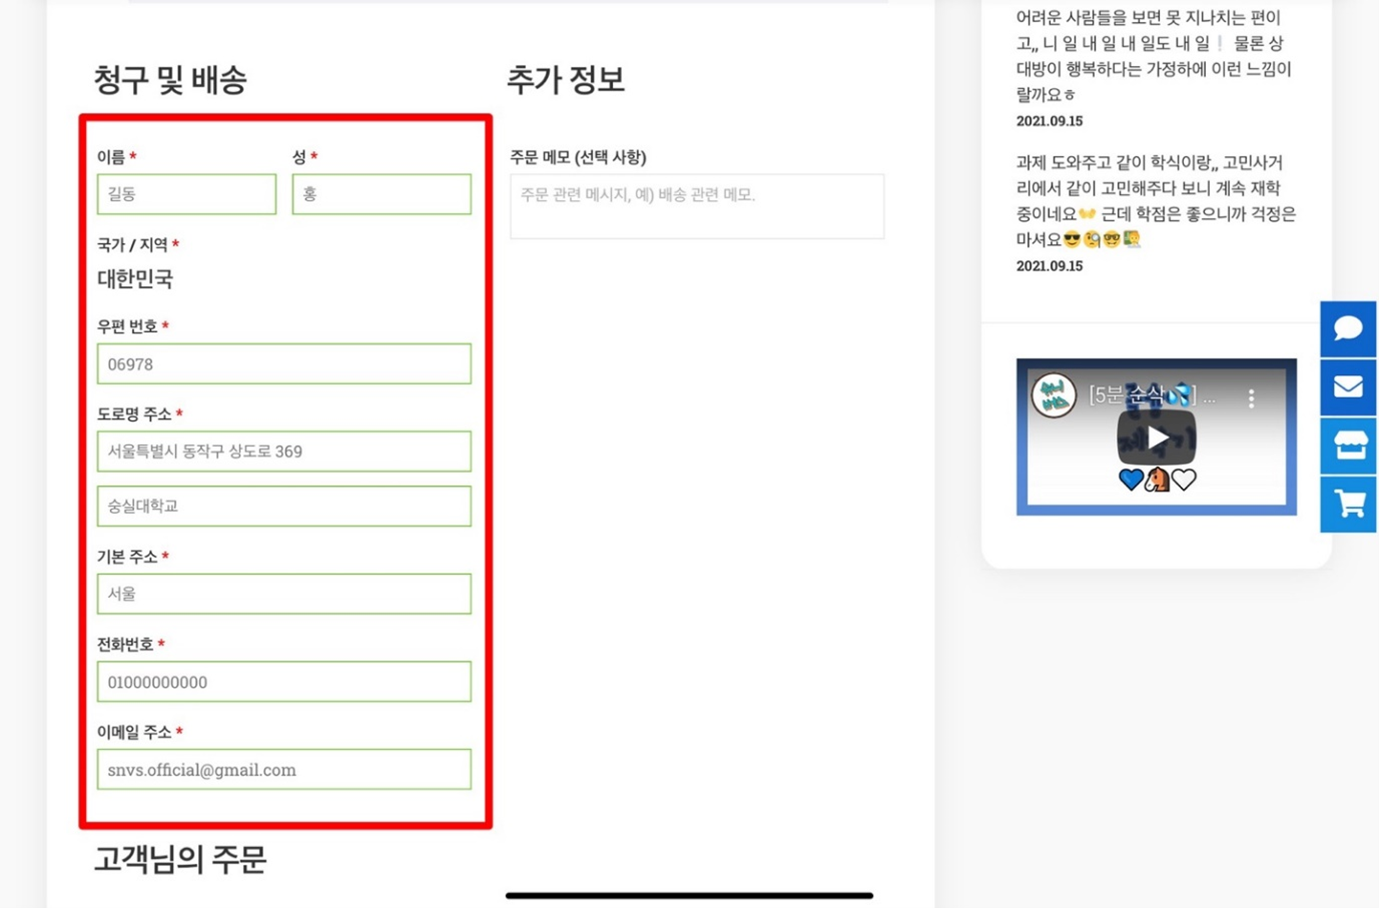 청구 및 배송
이름 *
성 *
길동
홍
국가 / 지역 *
대한민국
우편 번호 *
06978
도로명 주소 *
서울특별시 동작구 상도로 369
숭실대학교
기본 주소 *
서울
전화번호 *
01000000000
이메일 주소 *
snvs.official@gmail.com
고객님의 주문
추가 정보
주문 메모 (선택 사항)
주문 관련 메시지, 예) 배송 관련 메모.
어려운 사람들을 보면 못 지나치는 편이
고,, 니 일 내 일 내 일도 내 일❕ 물론 상
대방이 행복하다는 가정하에 이런 느낌이
랄까요ㅎ
2021.09.15
과제 도와주고 같이 학식이랑,, 고민사거
리에서 같이 고민해주다 보니 계속 재학
중이네요👐 근데 학점은 좋으니까 걱정은
마셔요😎🧐🤓👨‍🏫
2021.09.15
[5분 순삭💦] ...